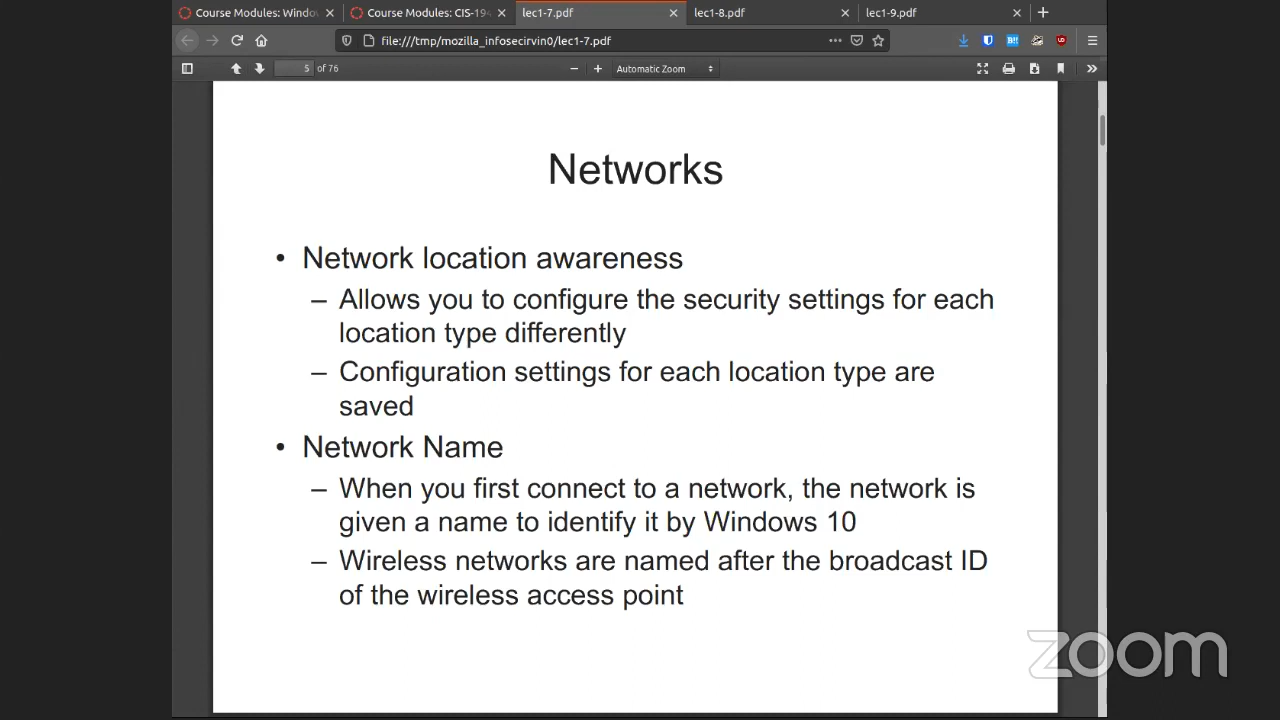 Course Modules: Windo
Course Modules: CIS-19
lec1-7.pdf
lec1-8.pdf
lec1-9.pdf
file:///tmp/mozilla_infosecirvin0/lec1-7.pdf
5 of 76
Automatic Zoom
Networks
• Network location awareness
– Allows you to configure the security settings for each
location type differently
– Configuration settings for each location type are
saved
• Network Name
– When you first connect to a network, the network is
given a name to identify it by Windows 10
– Wireless networks are named after the broadcast ID
of the wireless access point
zoom